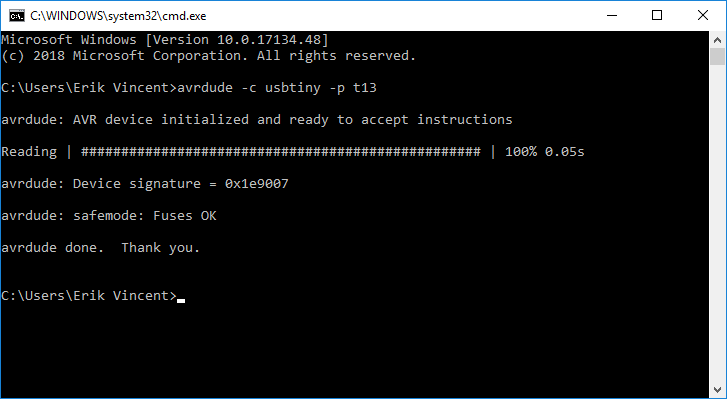 C:\WINDOWS\system32\cmd.exe
Microsoft Windows [Version 10.0.17134.48]
(c) 2018 Microsoft Corporation. All rights reserved.
C:\Users\Erik Vincent>avrdude -c usbtiny -p t13
avrdude: AVR device initialized and ready to accept instructions
Reading | ################################################## | 100% 0.05s
avrdude: Device signature = 0x1e9007
avrdude: safemode: Fuses OK
avrdude done.  Thank you.
C:\Users\Erik Vincent>